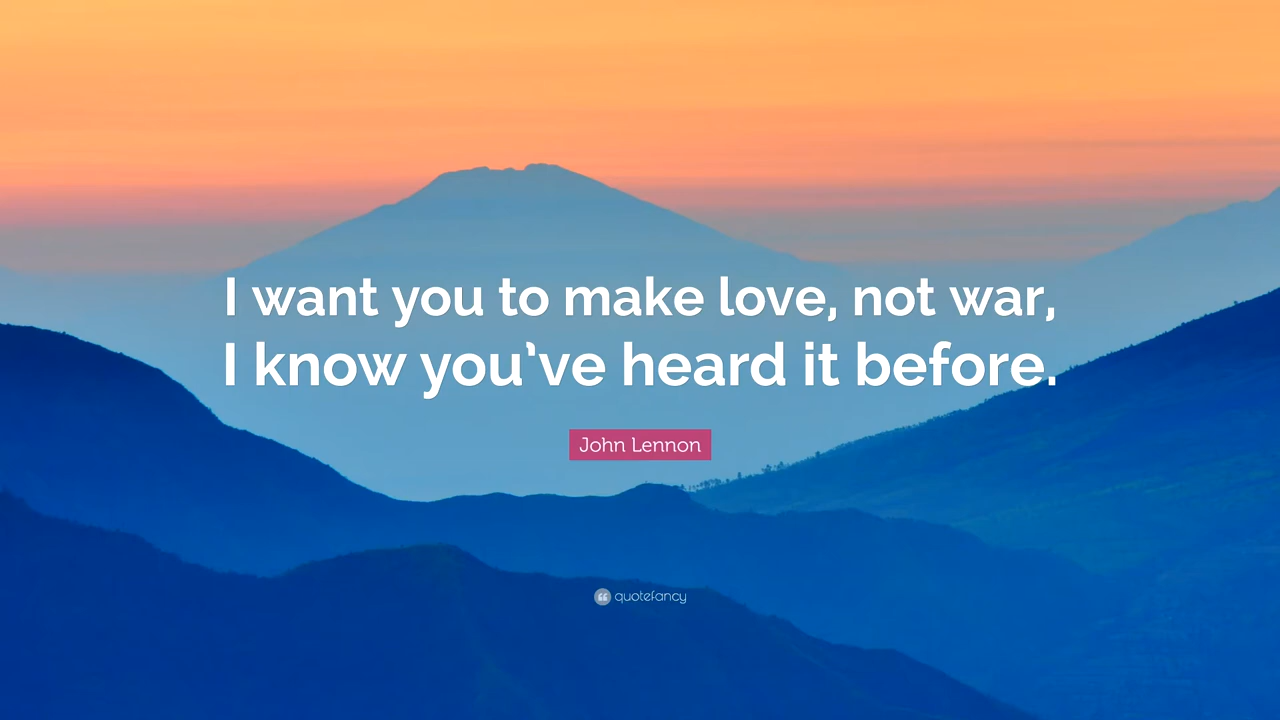 I want you to make love, not war,
I know you’ve heard it before.
John Lennon
quotefancy